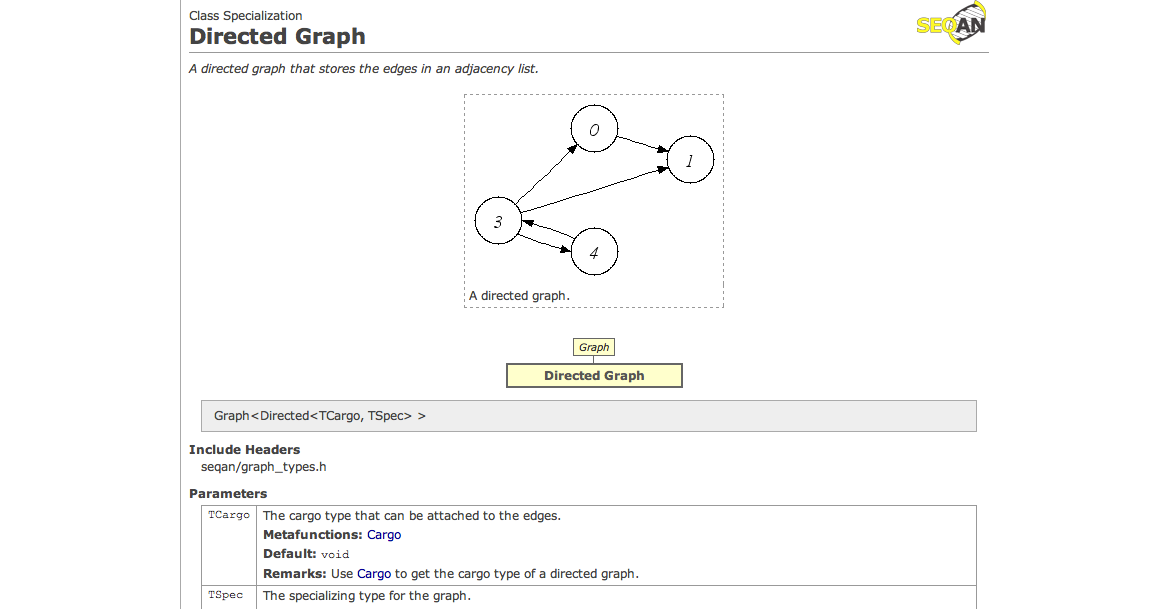 Class Specialization
Directed Graph
SEQAN
A directed graph that stores the edges in an adjacency list.
0
1
3
4
A directed graph.
Graph
Directed Graph
Graph<Directed<TCargo, TSpec> >
Include Headers
seqan/graph_types.h
Parameters
TCargo The cargo type that can be attached to the edges.
Metafunctions: Cargo
Default: void
Remarks: Use Cargo to get the cargo type of a directed graph.
TSpec The specializing type for the graph.